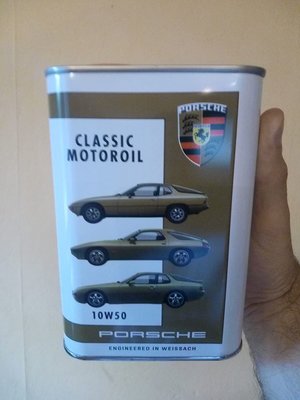 PORSCHE
CLASSIC
MOTOROIL
10W50
PORSCHE
ENGINEERED IN WEISSACH